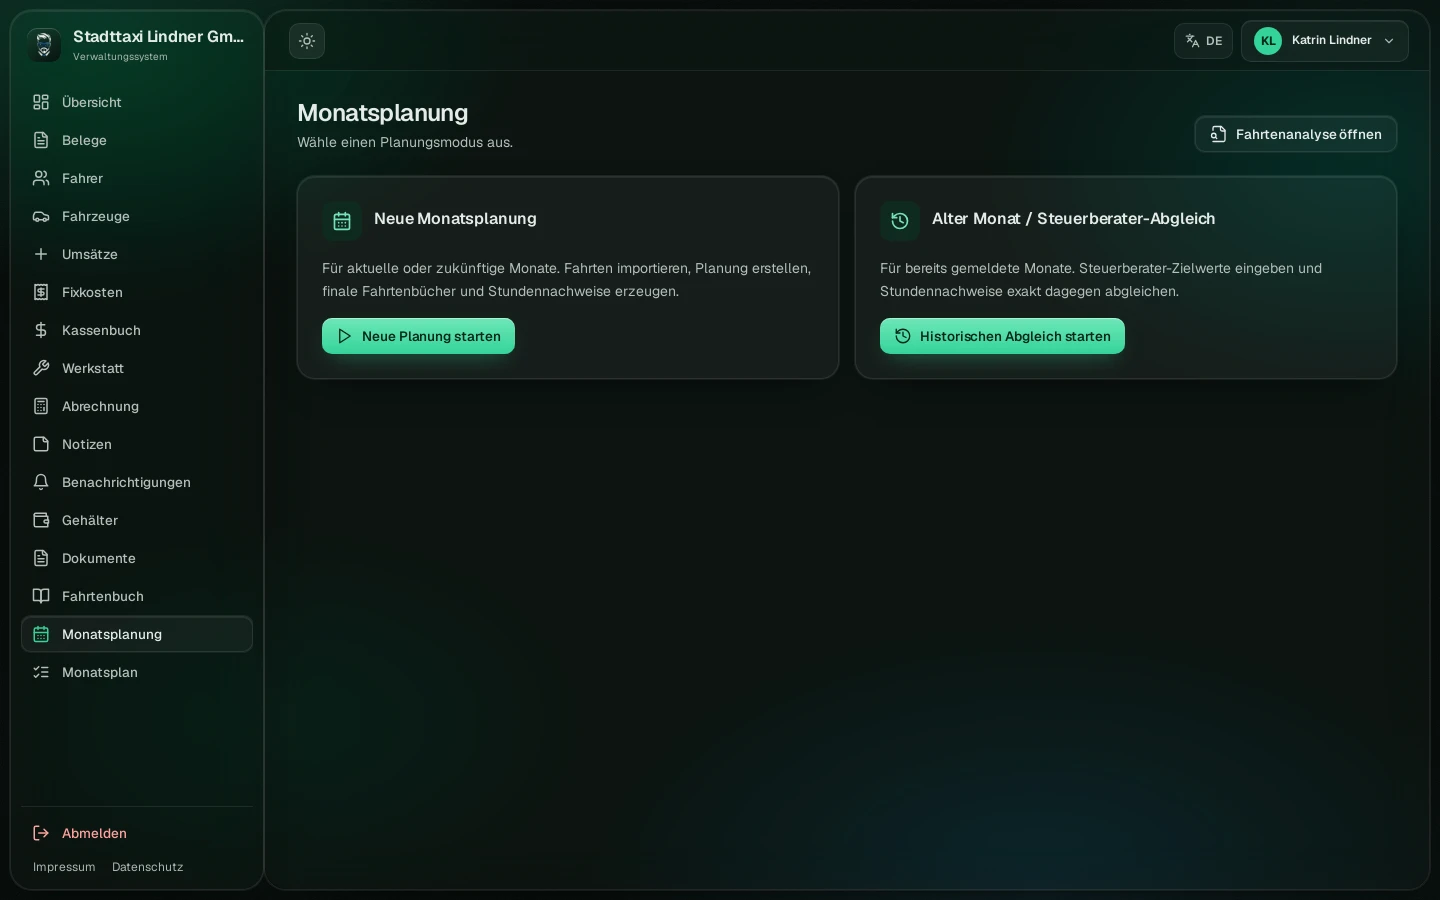 Stadttaxi Lindner Gm...
Verwaltungssystem
Übersicht
Belege
Fahrer
Fahrzeuge
Umsätze
Fixkosten
Kassenbuch
Werkstatt
Abrechnung
Notizen
Benachrichtigungen
Gehälter
Dokumente
Fahrtenbuch
Monatsplanung
Monatsplan
Abmelden
Impressum Datenschutz
DE
KL Katrin Lindner
Monatsplanung
Wähle einen Planungsmodus aus.
Fahrtenanalyse öffnen
Neue Monatsplanung
Für aktuelle oder zukünftige Monate. Fahrten importieren, Planung erstellen,
finale Fahrtenbücher und Stundennachweise erzeugen.
Neue Planung starten
Alter Monat / Steuerberater-Abgleich
Für bereits gemeldete Monate. Steuerberater-Zielwerte eingeben und
Stundennachweise exakt dagegen abgleichen.
Historischen Abgleich starten